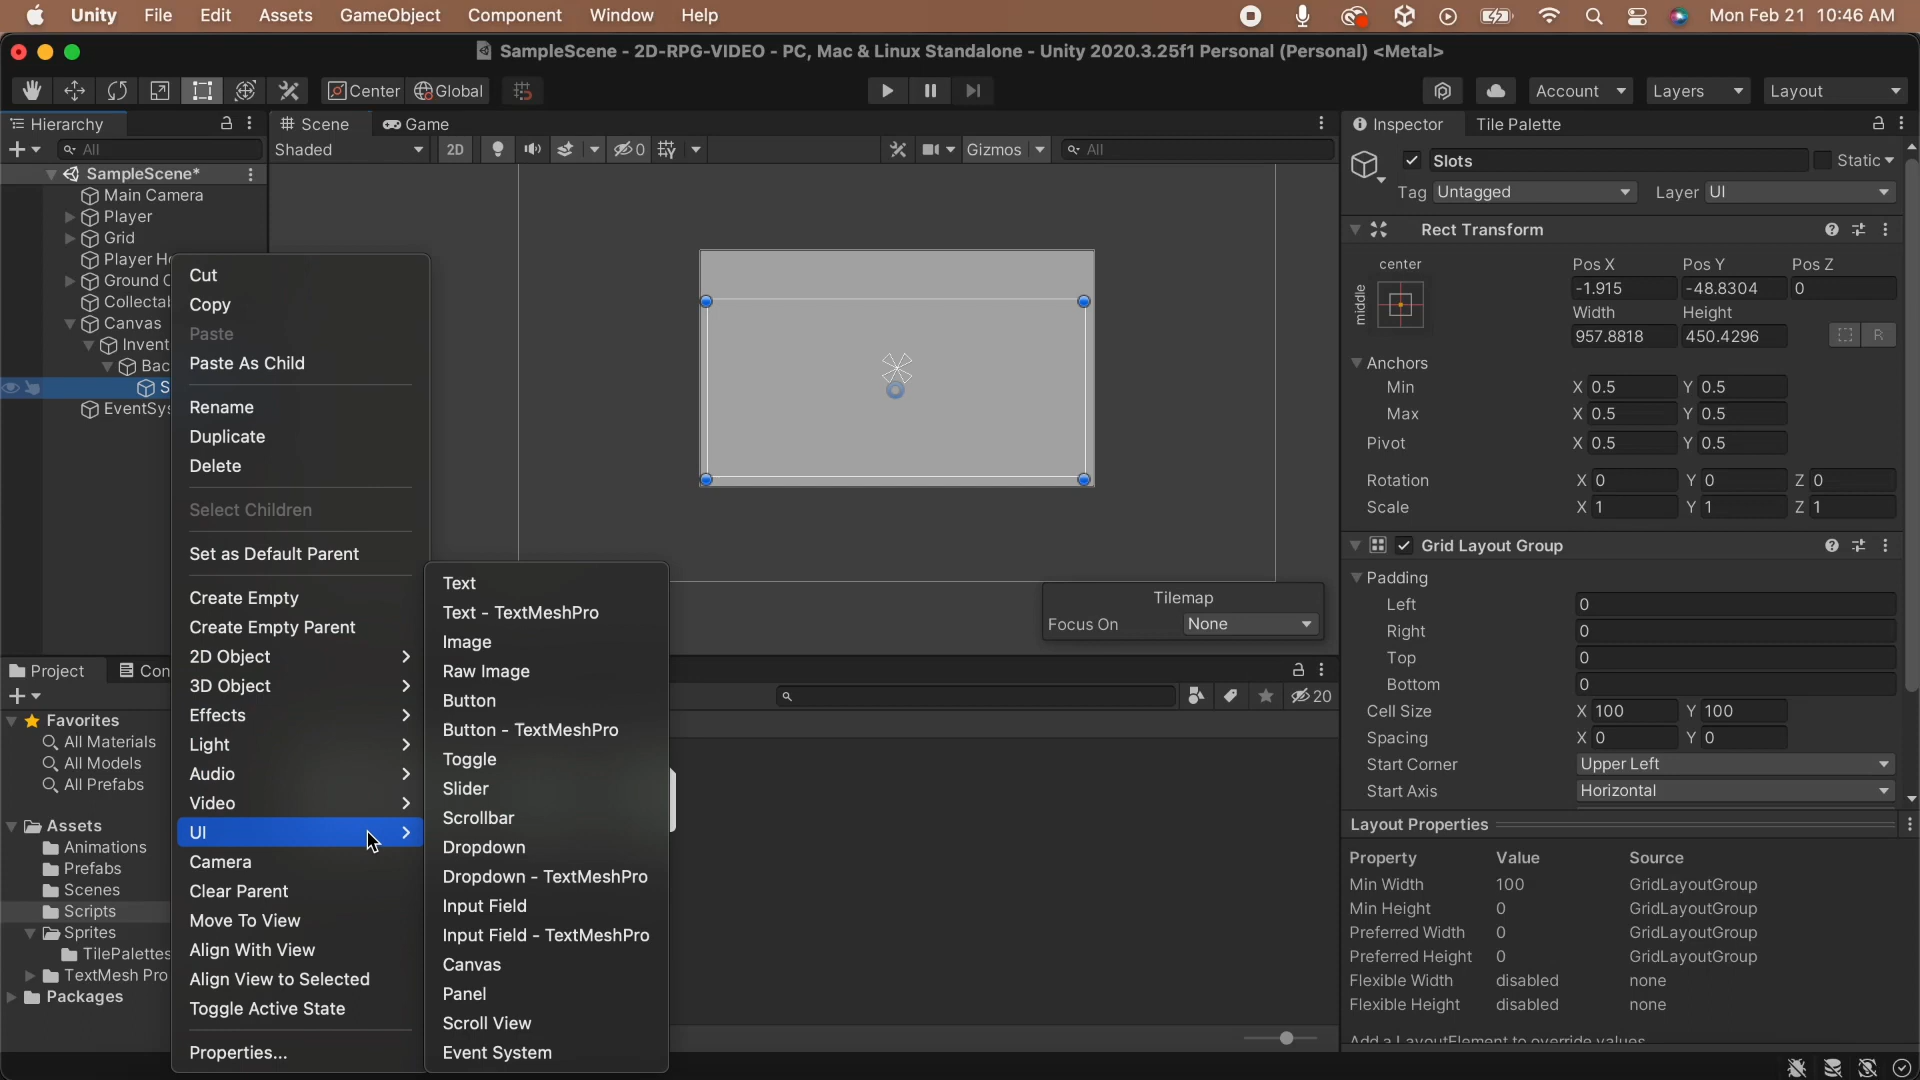 Unity File Edit Assets GameObject Component Window Help Mon Feb 21 10:46 AM
SampleScene - 2D-RPG-VIDEO - PC, Mac & Linux Standalone - Unity 2020.3.25f1 Personal (Personal) <Metal>
Center Global Account Layers Layout
Hierarchy
All
SampleScene*
Main Camera
Player
Grid
Player H
Ground C
Collecta
Canvas
Invent
Bac
S
EventSys
Scene Game
Shaded 2D 0 Gizmos All
Cut
Copy
Paste
Paste As Child
Rename
Duplicate
Delete
Select Children
Set as Default Parent
Create Empty
Create Empty Parent
2D Object
3D Object
Effects
Light
Audio
Video
UI
Camera
Clear Parent
Move To View
Align With View
Align View to Selected
Toggle Active State
Properties...
Text
Text - TextMeshPro
Image
Raw Image
Button
Button - TextMeshPro
Toggle
Slider
Scrollbar
Dropdown
Dropdown - TextMeshPro
Input Field
Input Field - TextMeshPro
Canvas
Panel
Scroll View
Event System
Tilemap
Focus On None
Project Con
20
Favorites
All Materials
All Models
All Prefabs
Assets
Animations
Prefabs
Scenes
Scripts
Sprites
TilePalettes
TextMesh Pro
Packages
Inspector Tile Palette
Slots Static
Tag Untagged Layer UI
Rect Transform
center Pos X Pos Y Pos Z
middle -1.915 -48.8304 0
Width Height
957.8818 450.4296 R
Anchors
Min X 0.5 Y 0.5
Max X 0.5 Y 0.5
Pivot X 0.5 Y 0.5
Rotation X 0 Y 0 Z 0
Scale X 1 Y 1 Z 1
Grid Layout Group
Padding
Left 0
Right 0
Top 0
Bottom 0
Cell Size X 100 Y 100
Spacing X 0 Y 0
Start Corner Upper Left
Start Axis Horizontal
Layout Properties
Property Value Source
Min Width 100 GridLayoutGroup
Min Height 0 GridLayoutGroup
Preferred Width 0 GridLayoutGroup
Preferred Height 0 GridLayoutGroup
Flexible Width disabled none
Flexible Height disabled none
Add a LayoutElement to override values